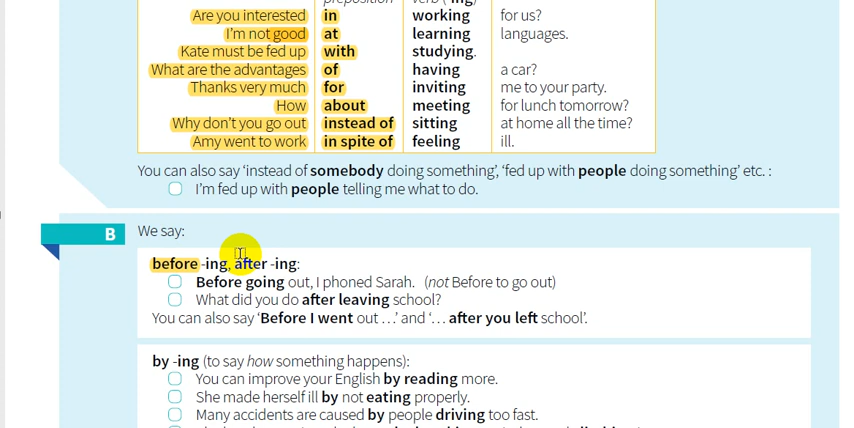 preposition verb (-ing)
Are you interested in working for us?
I'm not good at learning languages.
Kate must be fed up with studying.
What are the advantages of having a car?
Thanks very much for inviting me to your party.
How about meeting for lunch tomorrow?
Why don't you go out instead of sitting at home all the time?
Amy went to work in spite of feeling ill.
You can also say 'instead of somebody doing something', 'fed up with people doing something' etc. :
I'm fed up with people telling me what to do.
B We say:
before -ing, after -ing:
Before going out, I phoned Sarah. (not Before to go out)
What did you do after leaving school?
You can also say 'Before I went out …' and '… after you left school'.
by -ing (to say how something happens):
You can improve your English by reading more.
She made herself ill by not eating properly.
Many accidents are caused by people driving too fast.